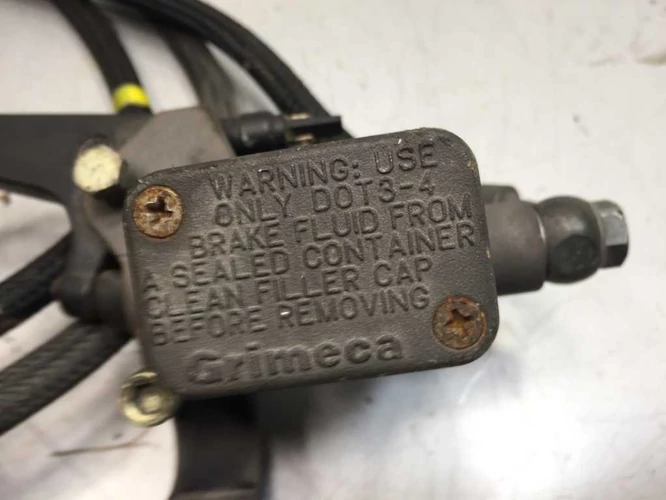 WARNING: USE
ONLY DOT3-4
BRAKE FLUID FROM
A SEALED CONTAINER
CLEAN FILLER CAP
BEFORE REMOVING
Grimeca